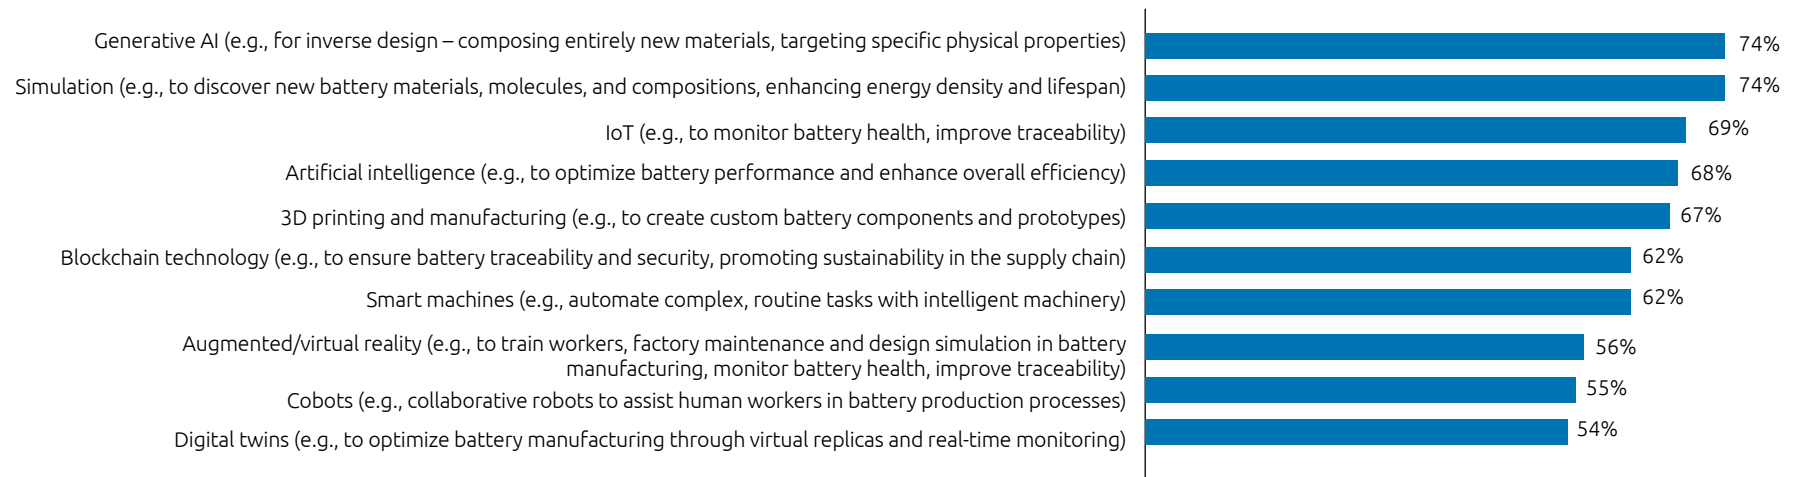 Generative AI (e.g., for inverse design – composing entirely new materials, targeting specific physical properties) 74%
Simulation (e.g., to discover new battery materials, molecules, and compositions, enhancing energy density and lifespan) 74%
IoT (e.g., to monitor battery health, improve traceability) 69%
Artificial intelligence (e.g., to optimize battery performance and enhance overall efficiency) 68%
3D printing and manufacturing (e.g., to create custom battery components and prototypes) 67%
Blockchain technology (e.g., to ensure battery traceability and security, promoting sustainability in the supply chain) 62%
Smart machines (e.g., automate complex, routine tasks with intelligent machinery) 62%
Augmented/virtual reality (e.g., to train workers, factory maintenance and design simulation in battery 56%
manufacturing, monitor battery health, improve traceability)
Cobots (e.g., collaborative robots to assist human workers in battery production processes) 55%
Digital twins (e.g., to optimize battery manufacturing through virtual replicas and real-time monitoring) 54%